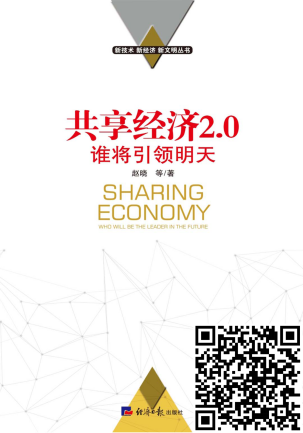 新技术 新经济 新文明丛书
共享经济2.0
谁将引领明天
赵晓 等/著
SHARING
ECONOMY
WHO WILL BE THE LEADER IN THE FUTURE
经济日报出版社